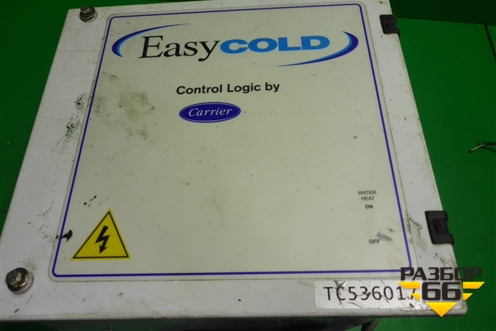 EasyCOLD
Control Logic by
Carrier
WATER
HEAT
ON
OFF
TC536017
РАЗБОР
66